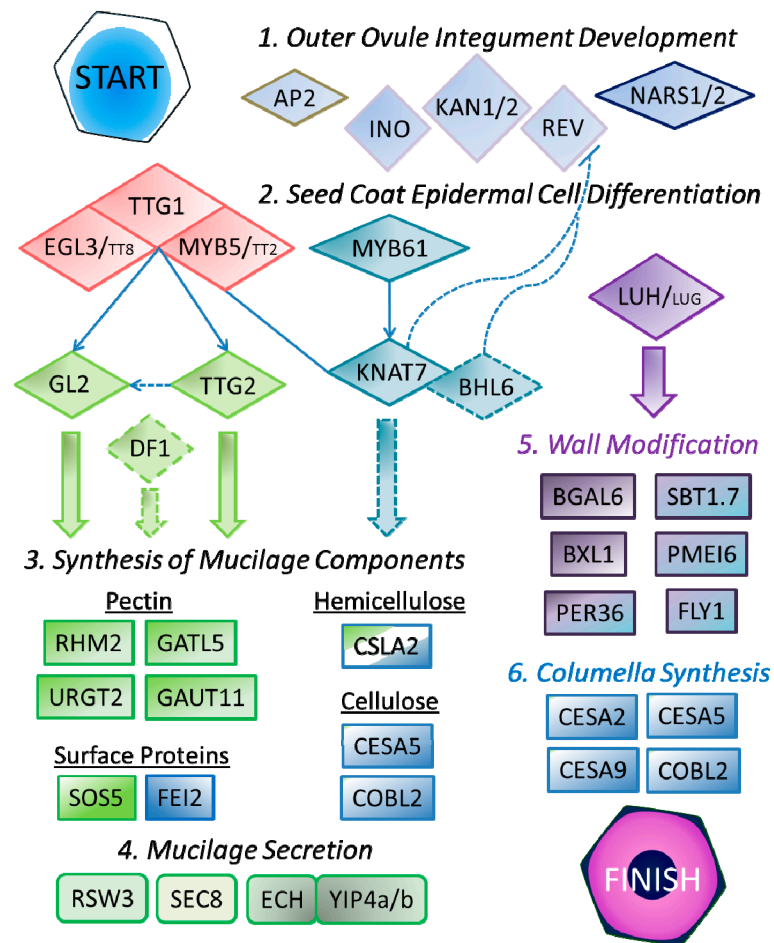 START
1. Outer Ovule Integument Development
AP2
INO
KAN1/2
REV
NARS1/2
2. Seed Coat Epidermal Cell Differentiation
TTG1
EGL3/TT8
MYB5/TT2
MYB61
LUH/LUG
GL2
TTG2
KNAT7
BHL6
DF1
5. Wall Modification
BGAL6
SBT1.7
BXL1
PMEI6
PER36
FLY1
3. Synthesis of Mucilage Components
Pectin
RHM2
GATL5
URGT2
GAUT11
Hemicellulose
CSLA2
Cellulose
CESA5
COBL2
Surface Proteins
SOS5
FEI2
6. Columella Synthesis
CESA2
CESA5
CESA9
COBL2
4. Mucilage Secretion
RSW3
SEC8
ECH
YIP4a/b
FINISH